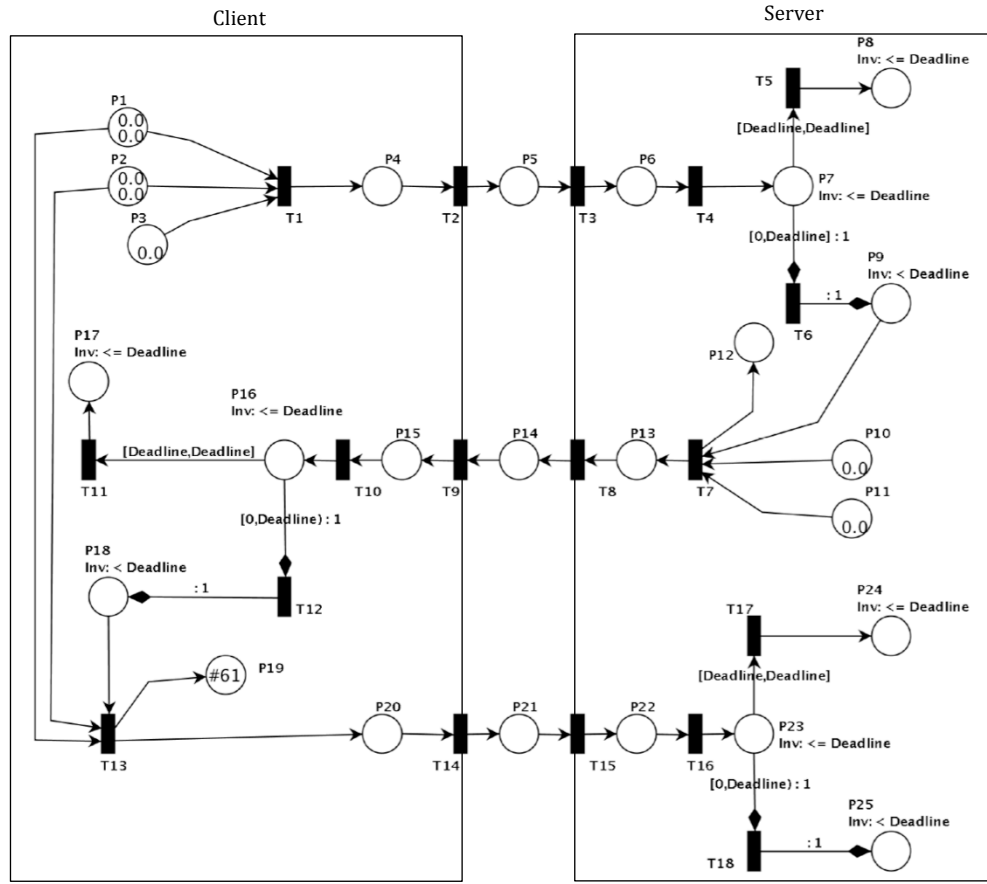 Client
Server
P8
Inv: <= Deadline
T5
P1
0.0
0.0
[Deadline,Deadline]
P2
0.0
0.0
P4
P5
P6
P7
Inv: <= Deadline
P3
0.0
T1
T2
T3
T4
[0,Deadline] : 1
P9
Inv: < Deadline
: 1
T6
P17
Inv: <= Deadline
P12
P16
Inv: <= Deadline
P15
P14
P13
P10
0.0
[Deadline,Deadline]
T11
T10
T9
T8
T7
P11
0.0
[0,Deadline) : 1
P18
Inv: < Deadline
: 1
T12
P24
Inv: <= Deadline
T17
#61
P19
[Deadline,Deadline]
P20
P21
P22
P23
Inv: <= Deadline
T13
T14
T15
T16
[0,Deadline) : 1
P25
Inv: < Deadline
: 1
T18